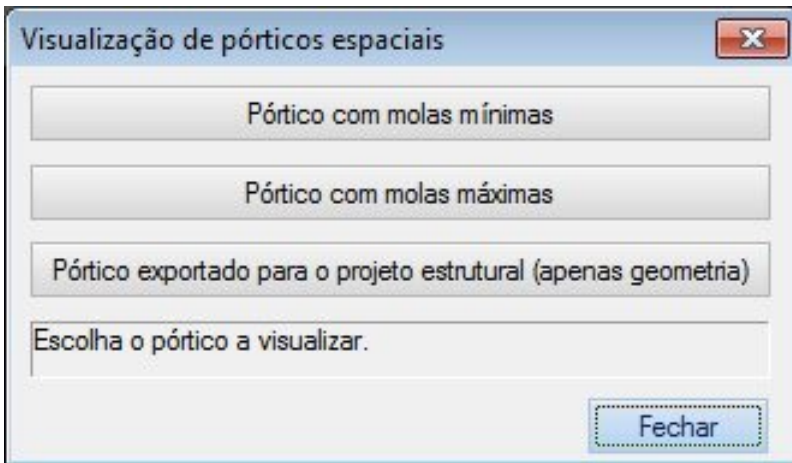 Visualização de pórticos espaciais
Pórtico com molas mínimas
Pórtico com molas máximas
Pórtico exportado para o projeto estrutural (apenas geometria)
Escolha o pórtico a visualizar.
Fechar